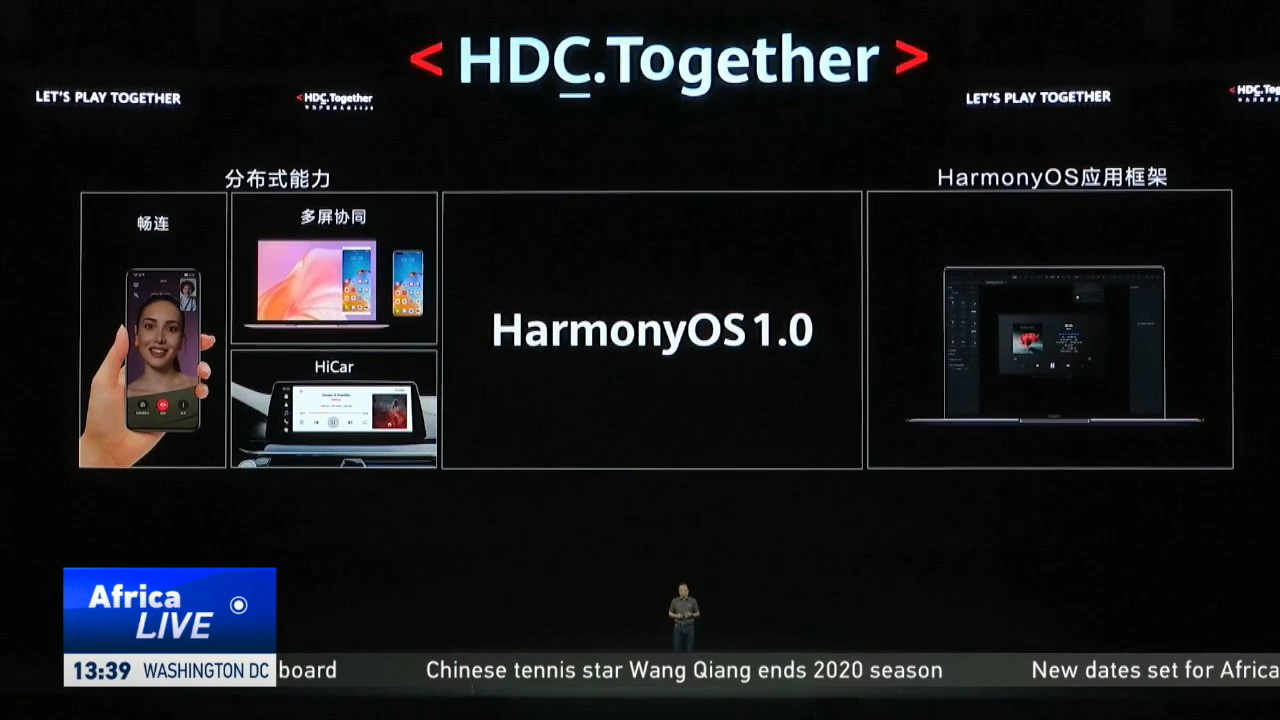 < HDC.Together >
LET'S PLAY TOGETHER
<HDC.Together
LET'S PLAY TOGETHER
<HDC.Tog
分布式能力
HarmonyOS应用框架
畅连
多屏协同
HiCar
HarmonyOS 1.0
Africa
LIVE
13:39 WASHINGTON DC
board Chinese tennis star Wang Qiang ends 2020 season New dates set for Africa